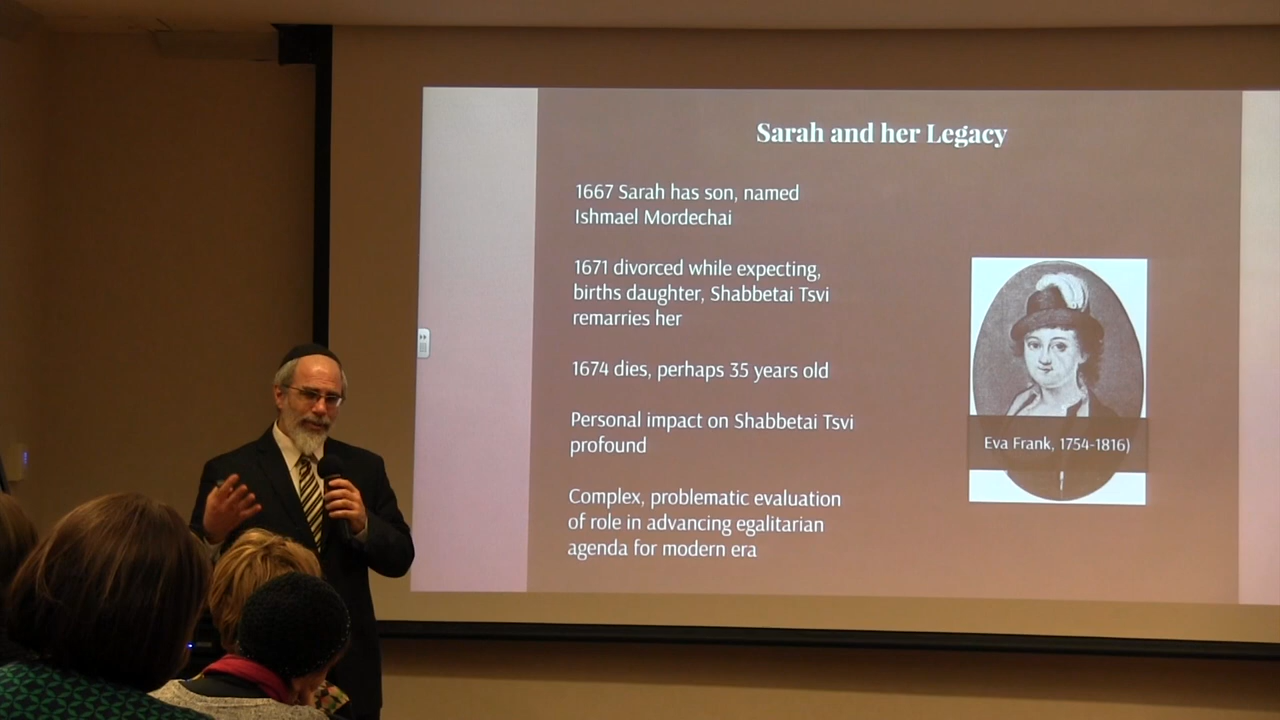 Sarah and her Legacy
1667 Sarah has son, named
Ishmael Mordechai
1671 divorced while expecting,
births daughter, Shabbetai Tsvi
remarries her
1674 dies, perhaps 35 years old
Personal impact on Shabbetai Tsvi
profound
Complex, problematic evaluation
of role in advancing egalitarian
agenda for modern era
Eva Frank, 1754-1816)